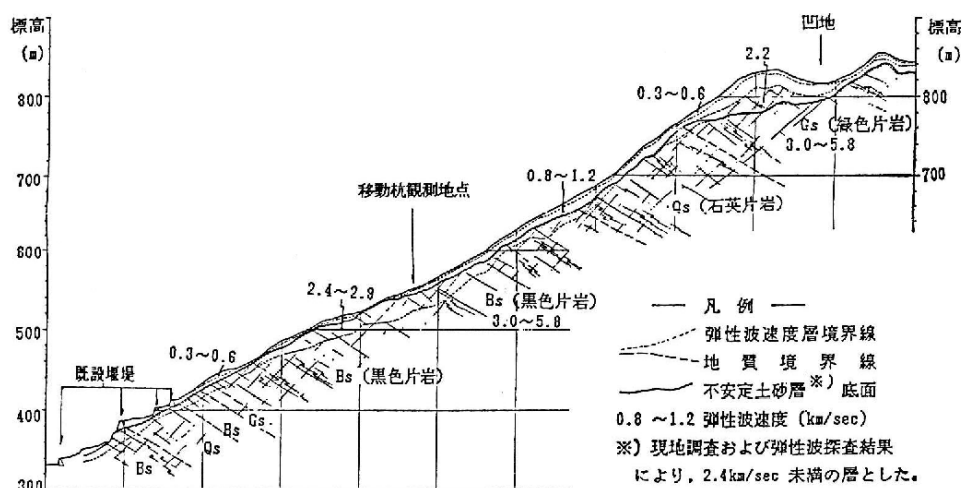 標高
(m)
800
700
600
500
400
300
凹地
標高
(m)
800
700
2.2
0.3～0.6
Gs (緑色片岩)
3.0～5.8
0.8～1.2
移動杭観測地点
Qs (石英片岩)
2.4～2.9
Bs (黒色片岩)
3.0～5.8
0.3～0.6
既設堰堤
Bs (黒色片岩)
Gs
Bs
Qs
Bs
凡例
弾性波速度層境界線
地質境界線
不安定土砂層※) 底面
0.8 ～1.2 弾性波速度 (km/sec)
※) 現地調査および弾性波探査結果
により, 2.4km/sec 未満の層とした。